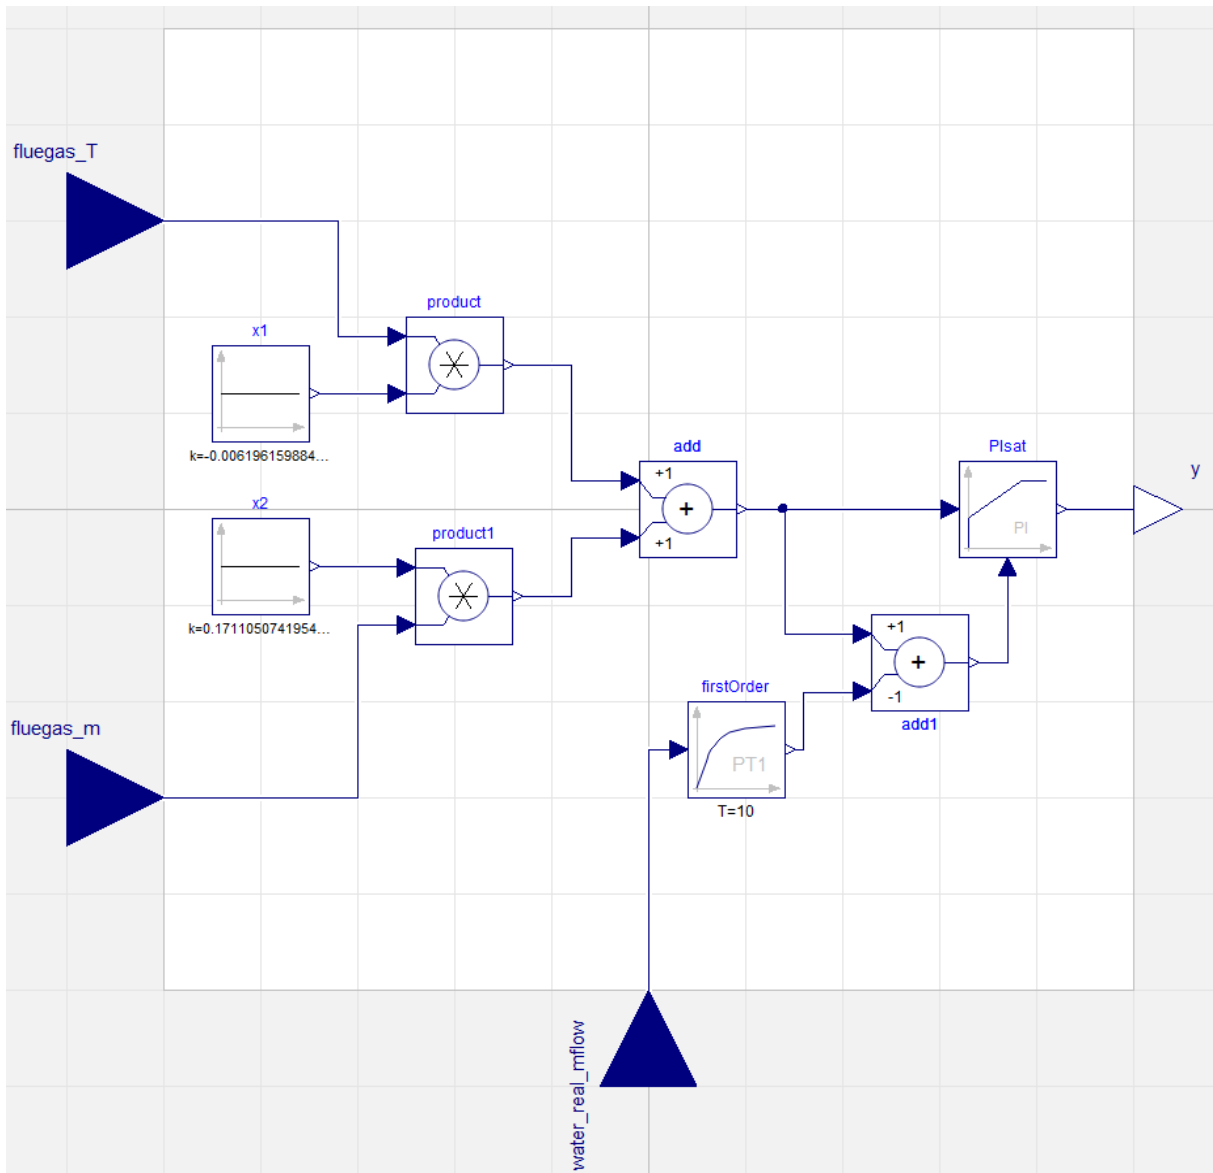 fluegas_T
product
x1
k=-0.006196159884...
add
+1
+1
PIsat
PI
y
x2
product1
k=0.1711050741954...
+1
-1
add1
firstOrder
PT1
T=10
fluegas_m
water_real_mflow